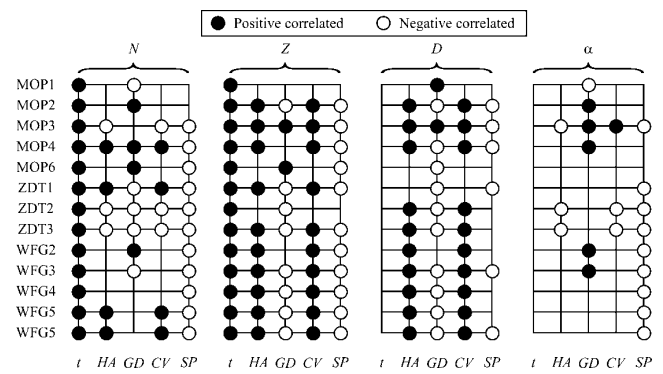 Positive correlated Negative correlated
N Z D α
MOP1
MOP2
MOP3
MOP4
MOP6
ZDT1
ZDT2
ZDT3
WFG2
WFG3
WFG4
WFG5
WFG5
t HA GD CV SP t HA GD CV SP t HA GD CV SP t HA GD CV SP